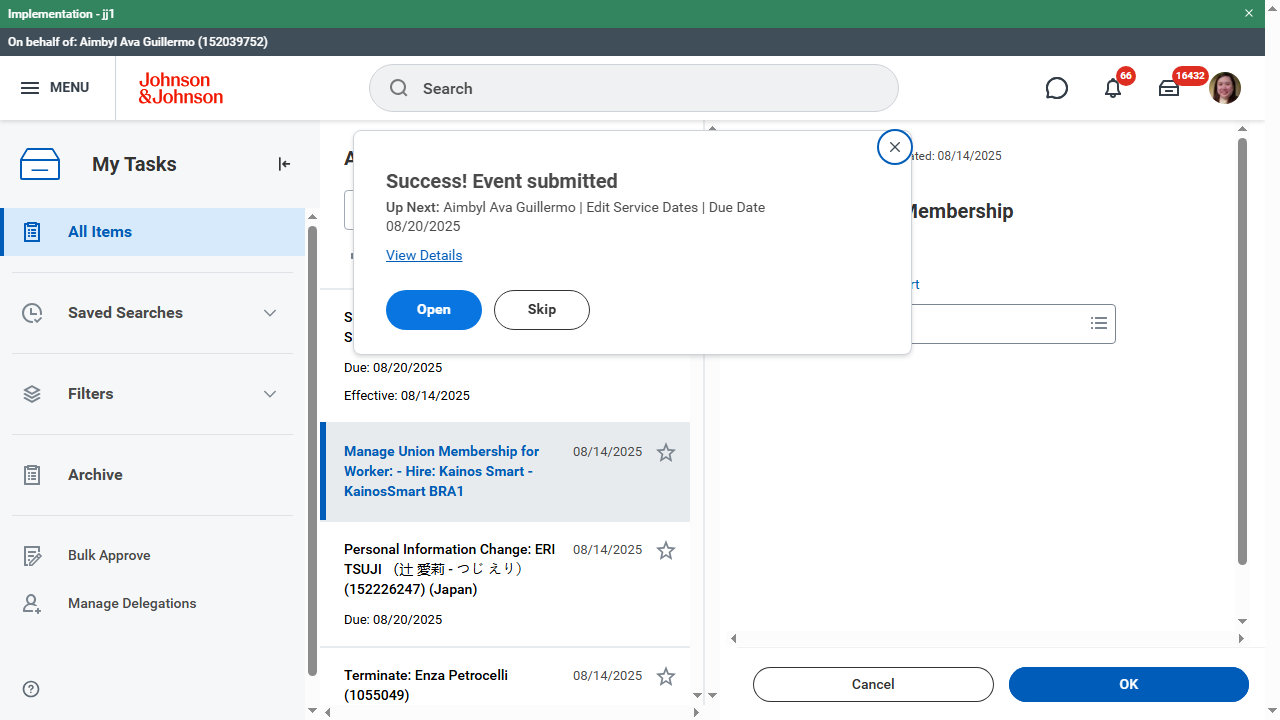 Implementation - jj1
On behalf of: Aimbyl Ava Guillermo (152039752)
MENU
Johnson
&Johnson
Search
66
16432
My Tasks
All Items
Saved Searches
Filters
Archive
Bulk Approve
Manage Delegations
Success! Event submitted
Up Next: Aimbyl Ava Guillermo | Edit Service Dates | Due Date
08/20/2025
View Details
Open
Skip
Due: 08/20/2025
Effective: 08/14/2025
Manage Union Membership for
Worker: - Hire: Kainos Smart -
KainosSmart BRA1
08/14/2025
Personal Information Change: ERI
TSUJI （辻 愛莉 - つじ えり）
(152226247) (Japan)
08/14/2025
Due: 08/20/2025
Terminate: Enza Petrocelli
(1055049)
08/14/2025
08/14/2025
Membership
Cancel
OK